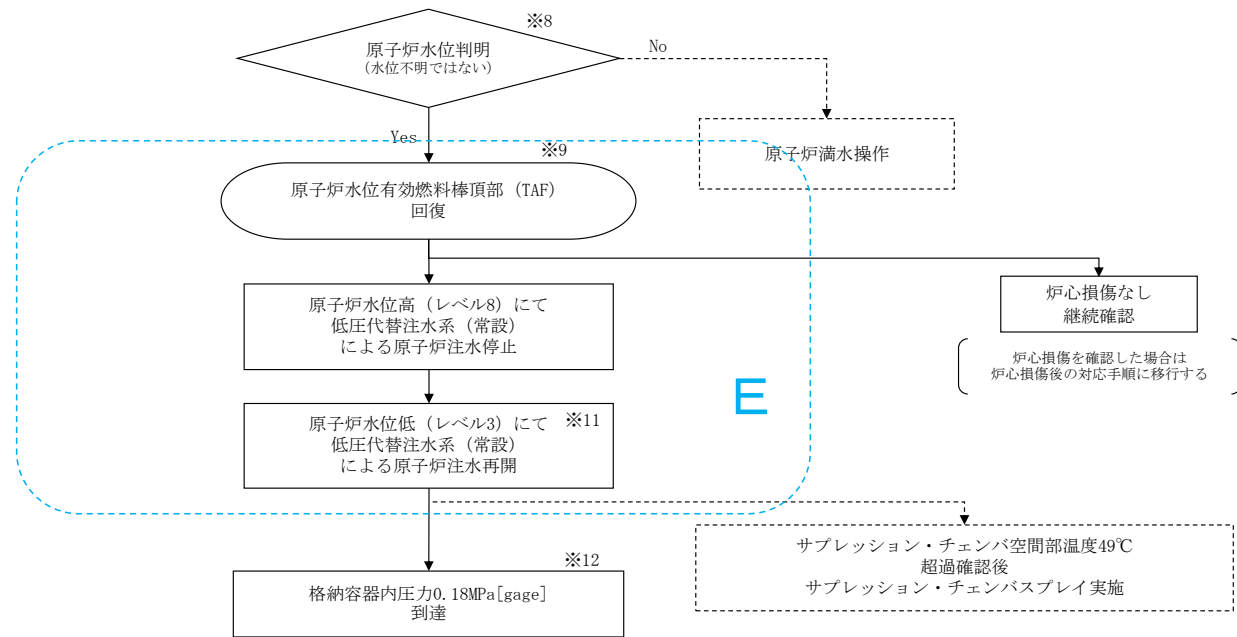 ※8
原子炉水位判明
(水位不明ではない)
No
Yes
原子炉満水操作
※9
原子炉水位有効燃料棒頂部 (TAF)
回復
原子炉水位高 (レベル8) にて
低圧代替注水系 (常設)
による原子炉注水停止
炉心損傷なし
継続確認
炉心損傷を確認した場合は
炉心損傷後の対応手順に移行する
E
※11
原子炉水位低 (レベル3) にて
低圧代替注水系 (常設)
による原子炉注水再開
サプレッション・チェンバ空間部温度49℃
超過確認後
サプレッション・チェンバスプレイ実施
※12
格納容器内圧力0.18MPa[gage]
到達